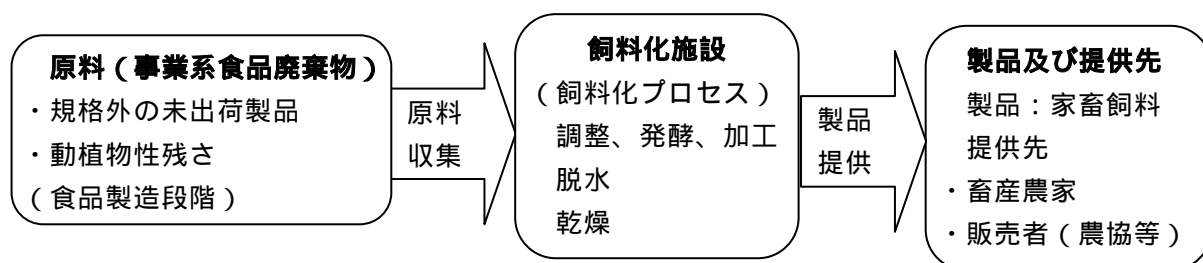 原料(事業系食品廃棄物)
・規格外の未出荷製品
・動植物性残さ
(食品製造段階)
原料
収集
飼料化施設
(飼料化プロセス)
調整、発酵、加工
脱水
乾燥
製品
提供
製品及び提供先
製品:家畜飼料
提供先
・畜産農家
・販売者(農協等)